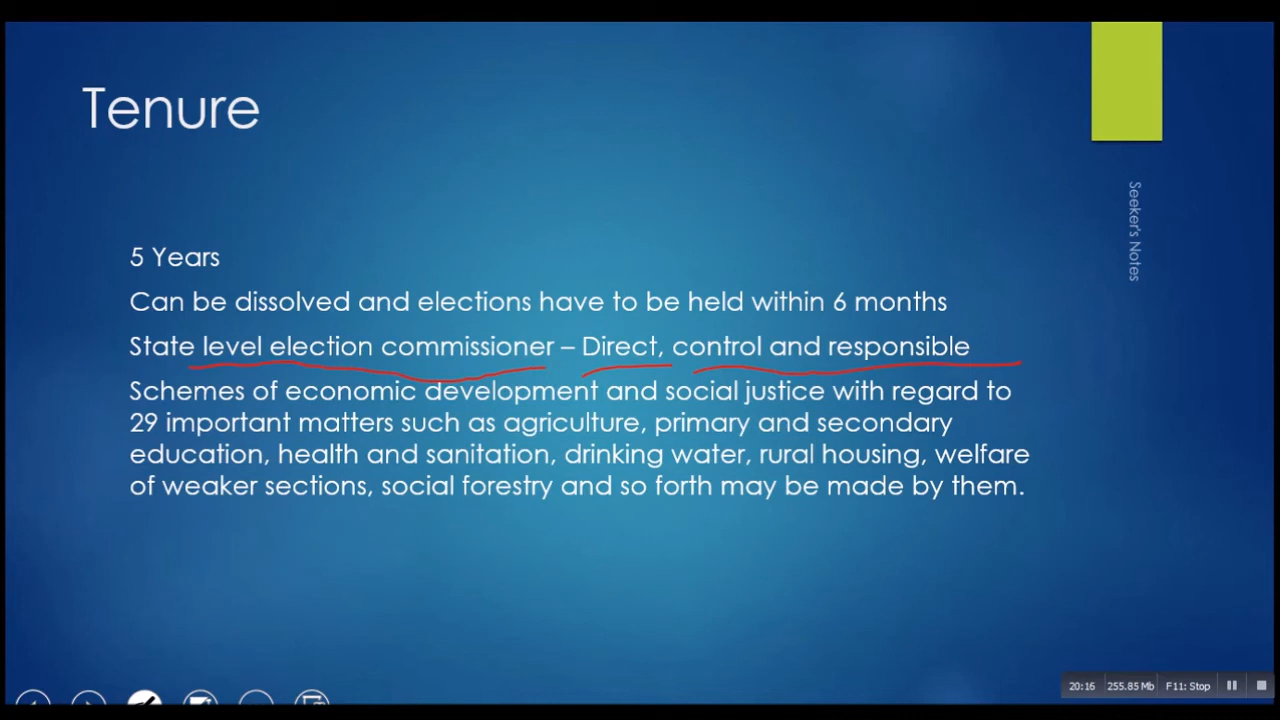 Tenure
Seeker's Notes
5 Years
Can be dissolved and elections have to be held within 6 months
State level election commissioner – Direct, control and responsible
Schemes of economic development and social justice with regard to
29 important matters such as agriculture, primary and secondary
education, health and sanitation, drinking water, rural housing, welfare
of weaker sections, social forestry and so forth may be made by them.
20:16 255.85 Mb F11: Stop